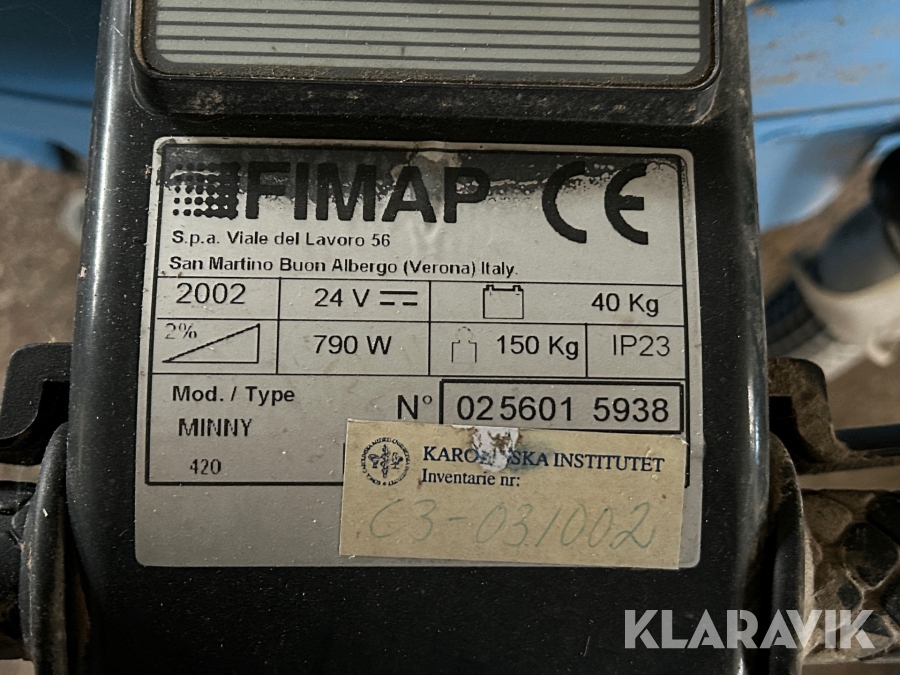 FIMAP CE
S.p.a. Viale del Lavoro 56
San Martino Buon Albergo (Verona) Italy.
2002 24 V 40 Kg
2% 790 W 150 Kg IP23
Mod. / Type N° 025601 5938
MINNY
420
INSTITUTET
Inventarie nr:
C3-031002
KLARAVIK